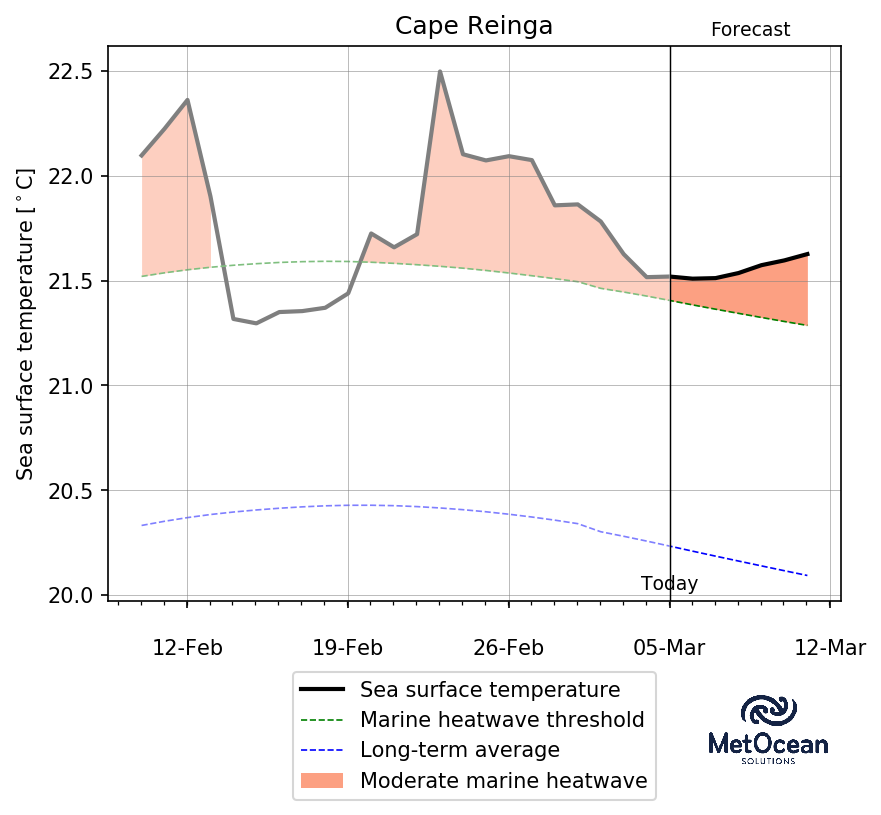 Cape Reinga
Forecast
Sea surface temperature [°C]
22.5
22.0
21.5
21.0
20.5
20.0
Today
12-Feb 19-Feb 26-Feb 05-Mar 12-Mar
Sea surface temperature
Marine heatwave threshold
Long-term average
Moderate marine heatwave
MetOcean
SOLUTIONS